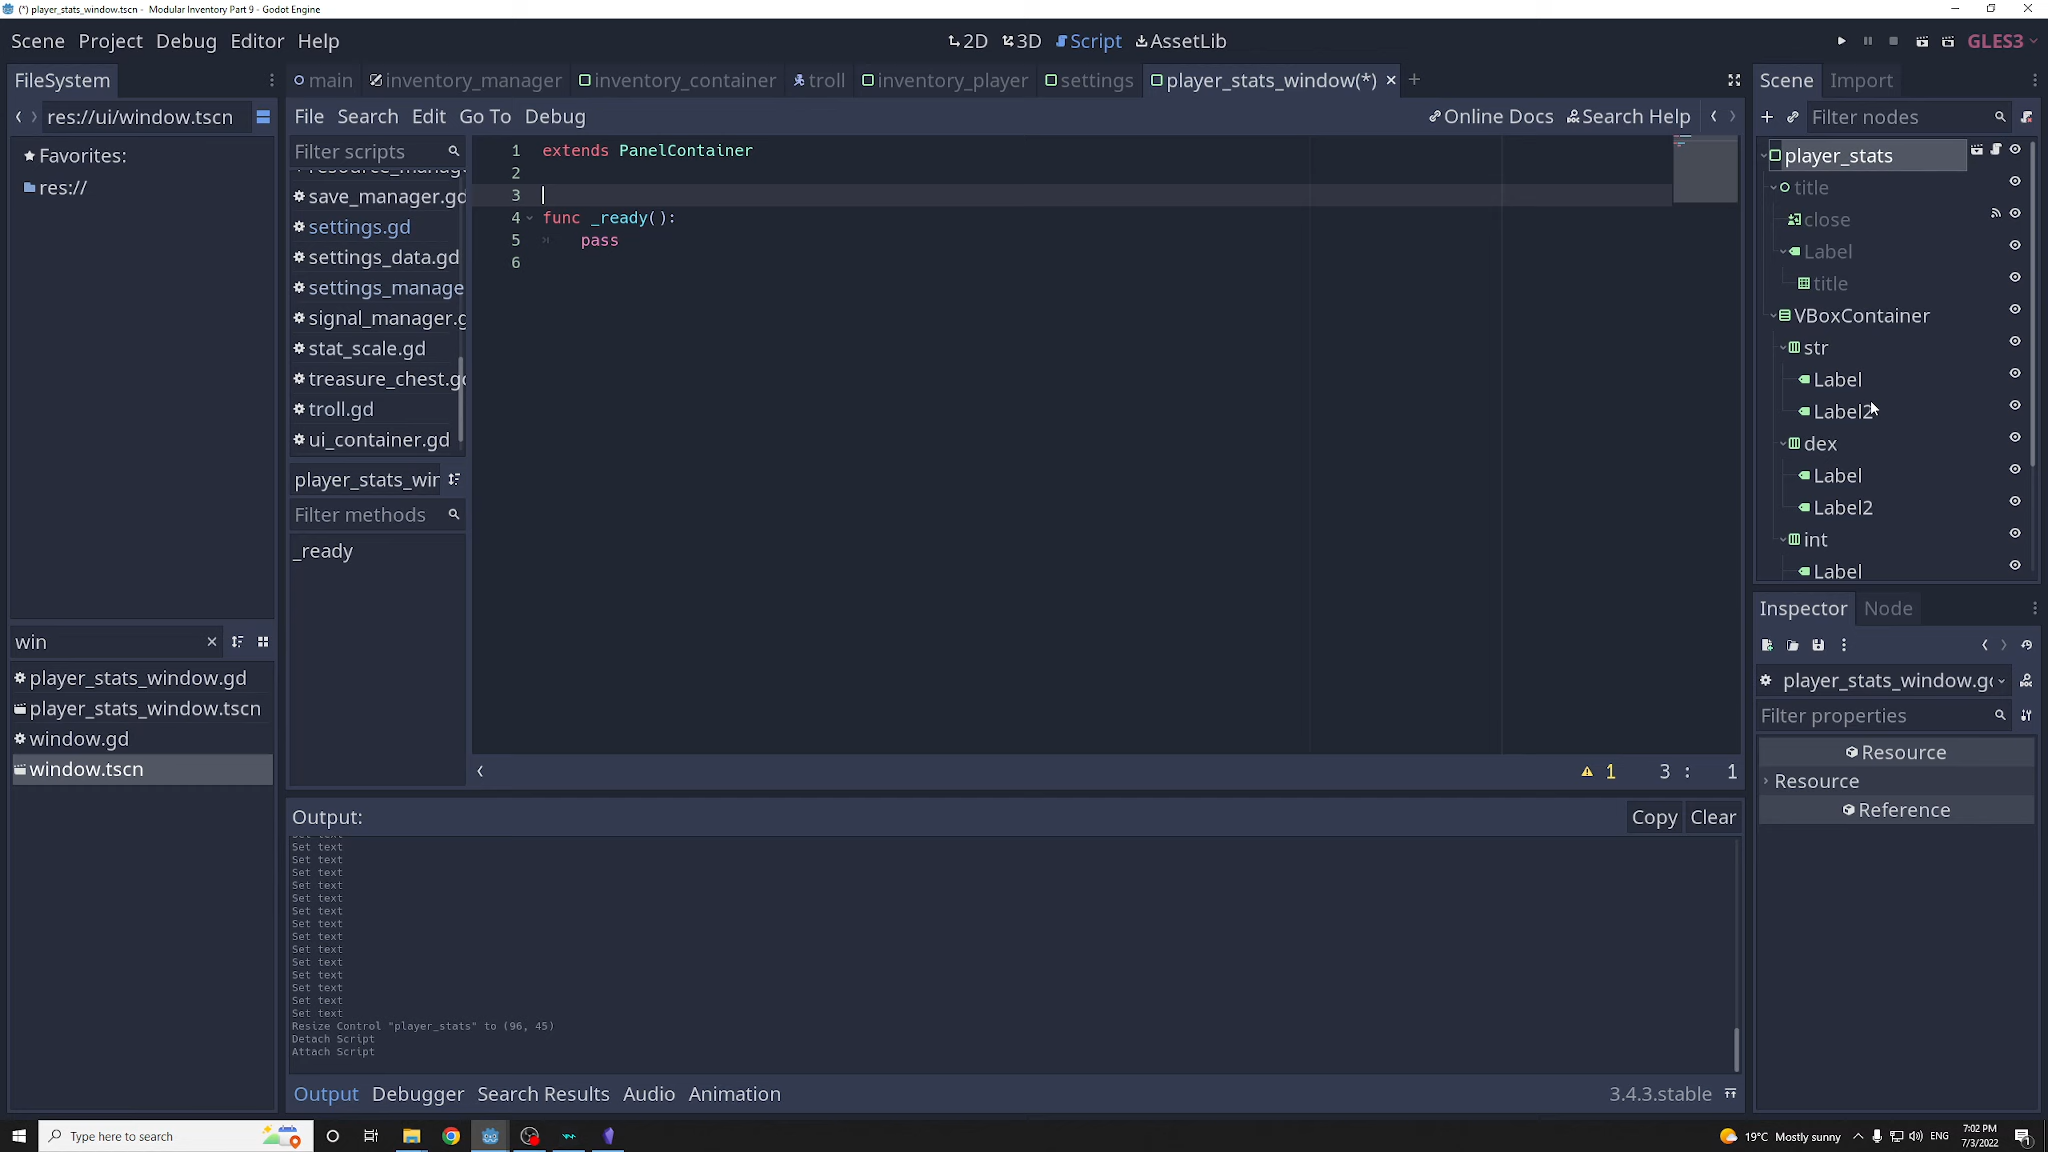 (*) player_stats_window.tscn - Modular Inventory Part 9 - Godot Engine
Scene Project Debug Editor Help
2D 3D Script AssetLib
GLES3
FileSystem
main inventory_manager inventory_container troll inventory_player settings player_stats_window(*)
Scene Import
res://ui/window.tscn
File Search Edit Go To Debug
Online Docs Search Help
Filter nodes
Favorites:
res://
Filter scripts
save_manager.gd
settings.gd
settings_data.gd
settings_manage
signal_manager.g
stat_scale.gd
treasure_chest.gd
troll.gd
ui_container.gd
player_stats_wir
Filter methods
_ready
1 extends PanelContainer
2
3
4 func _ready():
5 pass
6
1 3 : 1
player_stats
title
close
Label
title
VBoxContainer
str
Label
Label2
dex
Label
Label2
int
Label
Inspector Node
player_stats_window.gd
Filter properties
Resource
Resource
Reference
win
player_stats_window.gd
player_stats_window.tscn
window.gd
window.tscn
Output:
Copy Clear
Set text
Set text
Set text
Set text
Set text
Set text
Set text
Set text
Set text
Set text
Set text
Set text
Set text
Set text
Resize Control "player_stats" to (96, 45)
Detach Script
Attach Script
Output Debugger Search Results Audio Animation
3.4.3.stable
Type here to search
19°C Mostly sunny
ENG
7:02 PM
7/3/2022